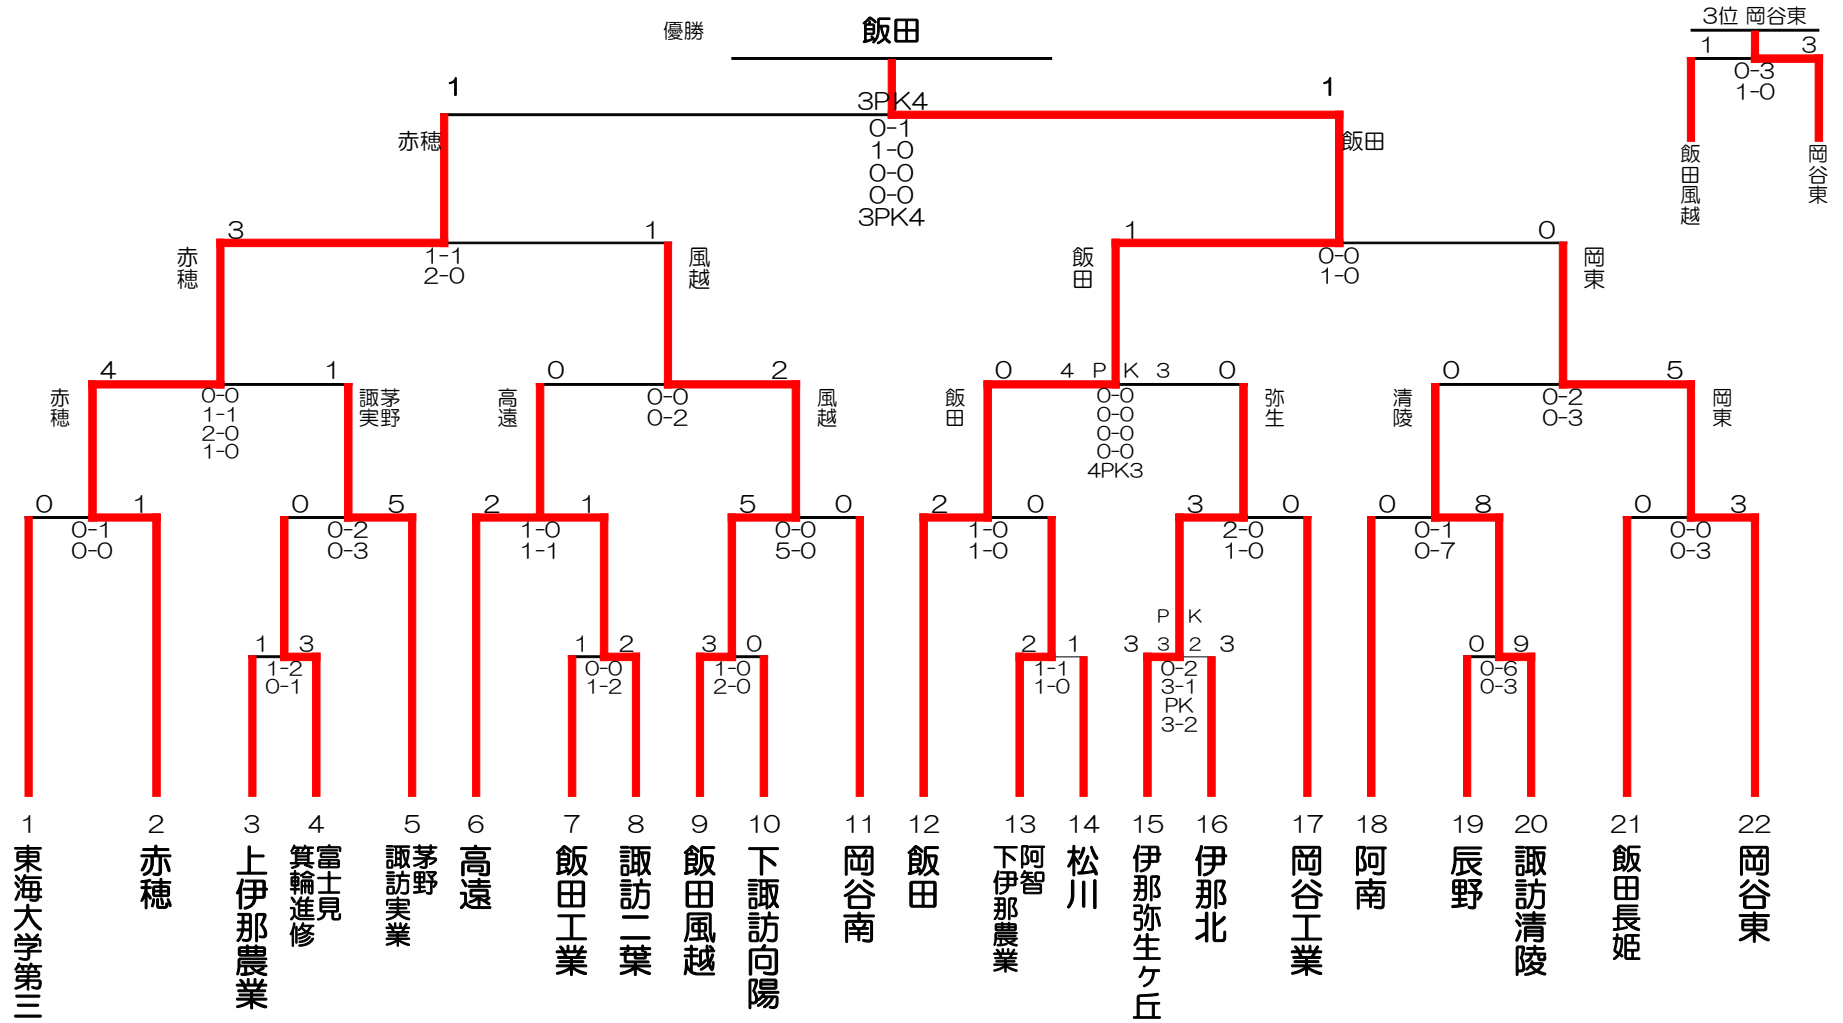 優勝
飯田
3位 岡谷東
1 3
0-3
1-0
飯田風越
岡谷東
1 1
3PK4
赤穂
飯田
0-1
1-0
0-0
0-0
3PK4
3 1
赤穂
風越
1-1
2-0
1 0
飯田
岡東
0-0
1-0
4 1
赤穂
諏実
茅野
0-0
1-1
2-0
1-0
0 2
高遠
風越
0-0
0-2
0 4 P K 3 0
飯田
弥生
0-0
0-0
0-0
0-0
4PK3
0 5
清陵
岡東
0-2
0-3
0 1
0-1
0-0
0 5
0-2
0-3
2 1
1-0
1-1
5 0
0-0
5-0
2 0
1-0
1-0
3 0
2-0
1-0
0 8
0-1
0-7
0 3
0-0
0-3
1 3
1-2
0-1
1 2
0-0
1-2
3 0
1-0
2-0
2 1
1-1
1-0
P K
3 3 2 3
0-2
3-1
PK
3-2
0 9
0-6
0-3
1 2 3 4 5 6 7 8 9 10 11 12 13 14 15 16 17 18 19 20 21 22
東海大学第三
赤穂
上伊那農業
富士見
箕輪進修
茅野
諏訪実業
高遠
飯田工業
諏訪二葉
飯田風越
下諏訪向陽
岡谷南
飯田
阿智
下伊那農業
松川
伊那弥生ヶ丘
伊那北
岡谷工業
阿南
辰野
諏訪清陵
飯田長姫
岡谷東